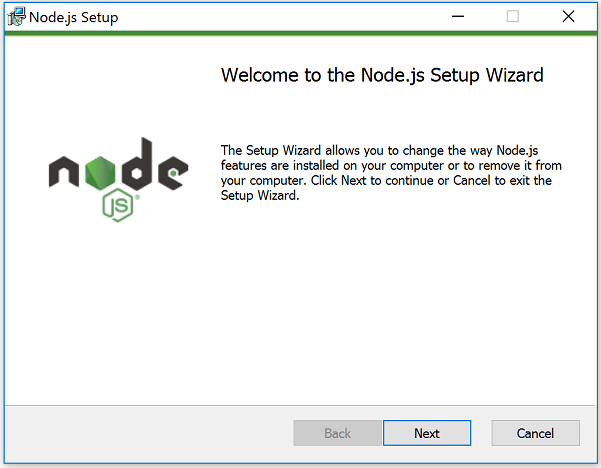 Node.js Setup
Welcome to the Node.js Setup Wizard
node
JS
®
The Setup Wizard allows you to change the way Node.js
features are installed on your computer or to remove it from
your computer. Click Next to continue or Cancel to exit the
Setup Wizard.
Back
Next
Cancel